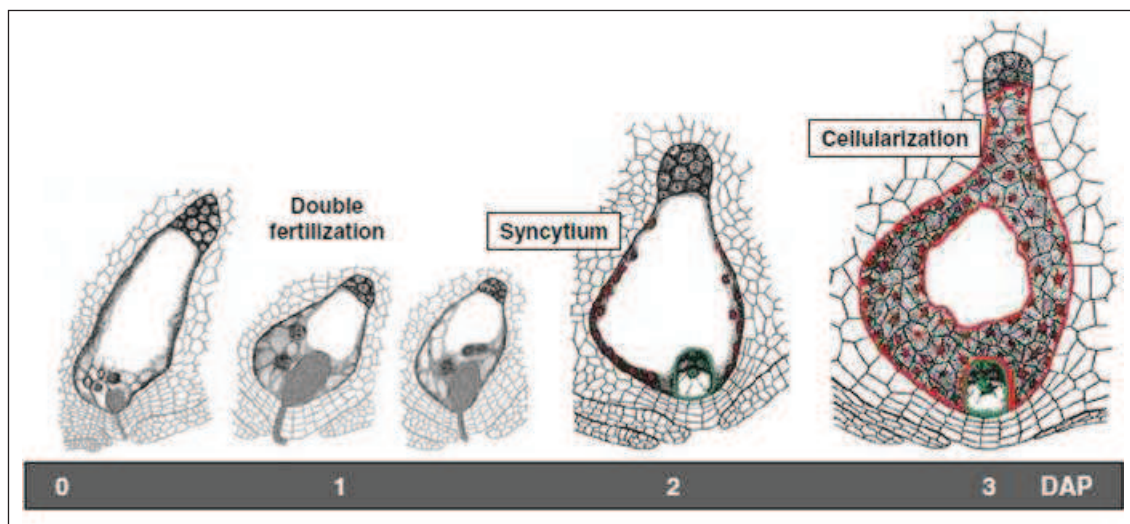 Cellularization
Double
fertilization
Syncytium
0 1 2 3 DAP